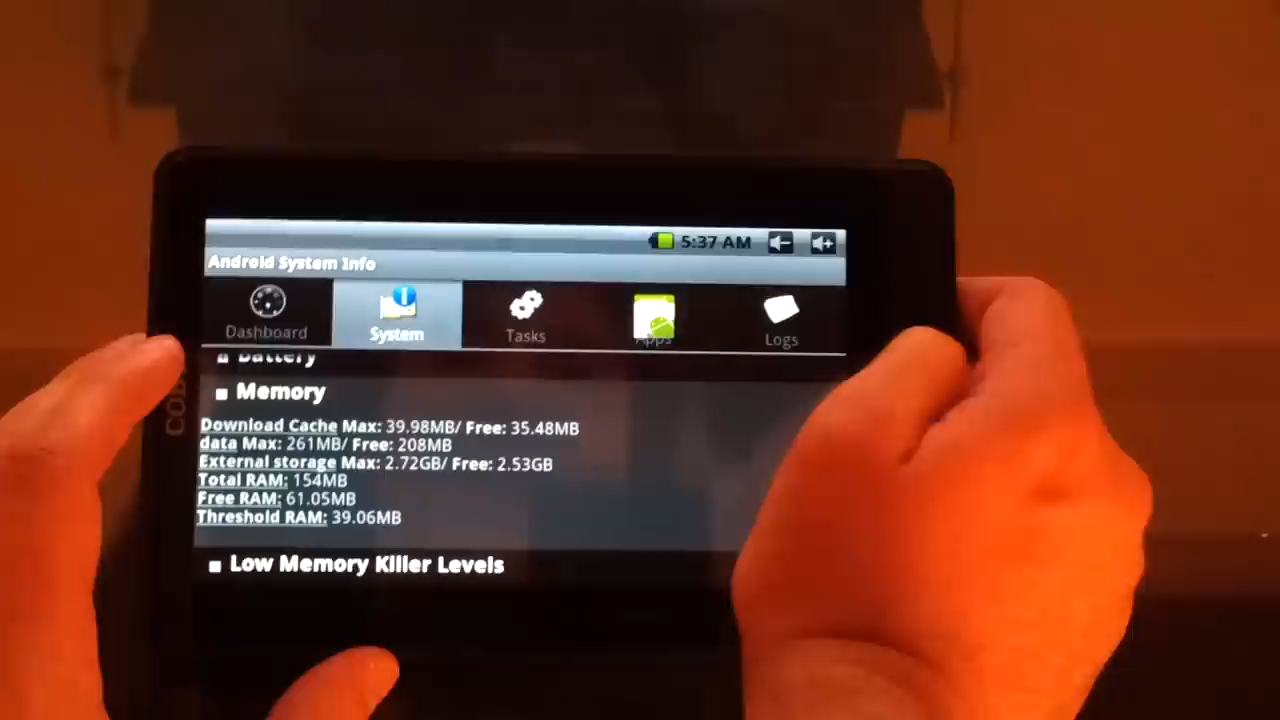 5:37 AM
Android System Info
Dashboard
System
Tasks
Apps
Logs
Battery
Memory
Download Cache Max: 39.98MB/ Free: 35.48MB
data Max: 261MB/ Free: 208MB
External storage Max: 2.72GB/ Free: 2.53GB
Total RAM: 154MB
Free RAM: 61.05MB
Threshold RAM: 39.06MB
Low Memory Killer Levels